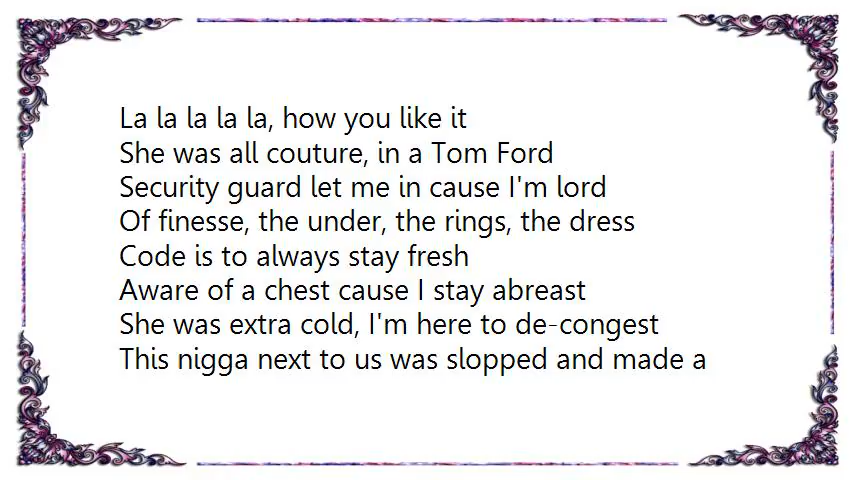 La la la la la, how you like it
She was all couture, in a Tom Ford
Security guard let me in cause I'm lord
Of finesse, the under, the rings, the dress
Code is to always stay fresh
Aware of a chest cause I stay abreast
She was extra cold, I'm here to de-congest
This nigga next to us was slopped and made a